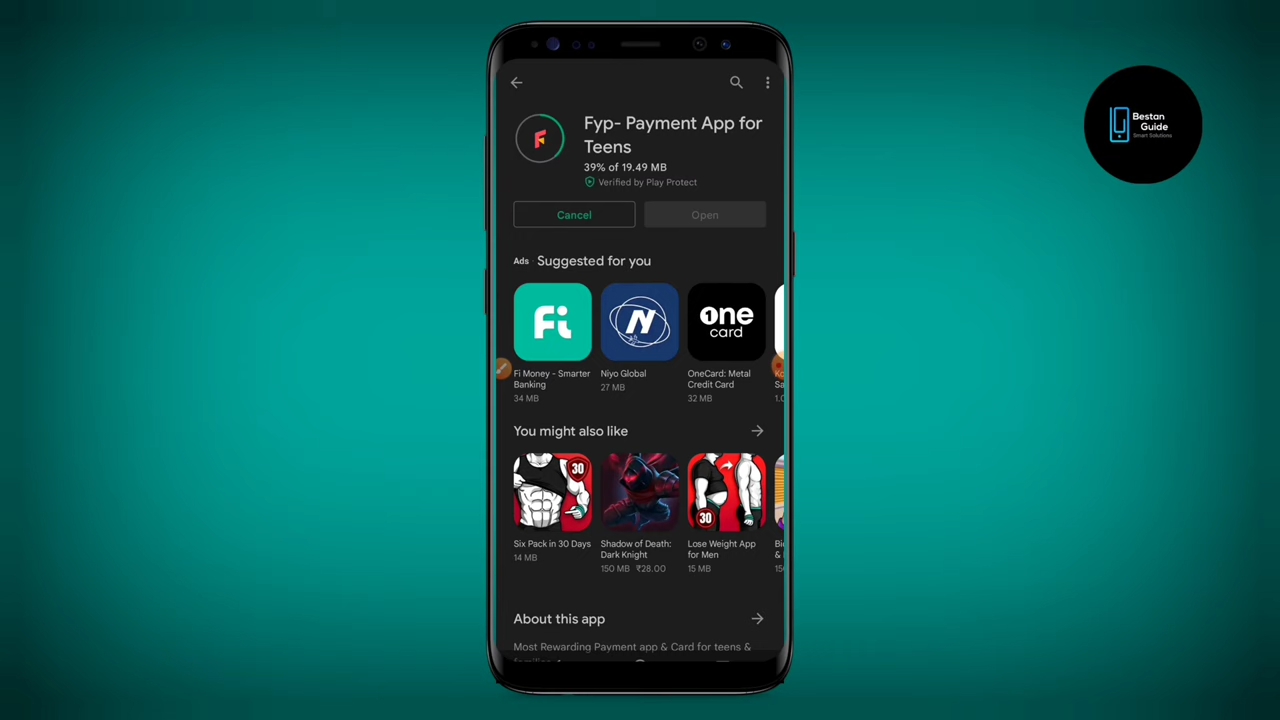 Bestan
Guide
Smart Solutions
Fyp- Payment App for
Teens
39% of 19.49 MB
Verified by Play Protect
Cancel
Open
Ads · Suggested for you
Fi
N
one
card
Fi Money - Smarter
Banking
34 MB
Niyo Global
27 MB
OneCard: Metal
Credit Card
32 MB
1.0
You might also like
30
30
Six Pack in 30 Days
14 MB
Shadow of Death:
Dark Knight
150 MB ₹28.00
Lose Weight App
for Men
15 MB
About this app
Most Rewarding Payment app & Card for teens &